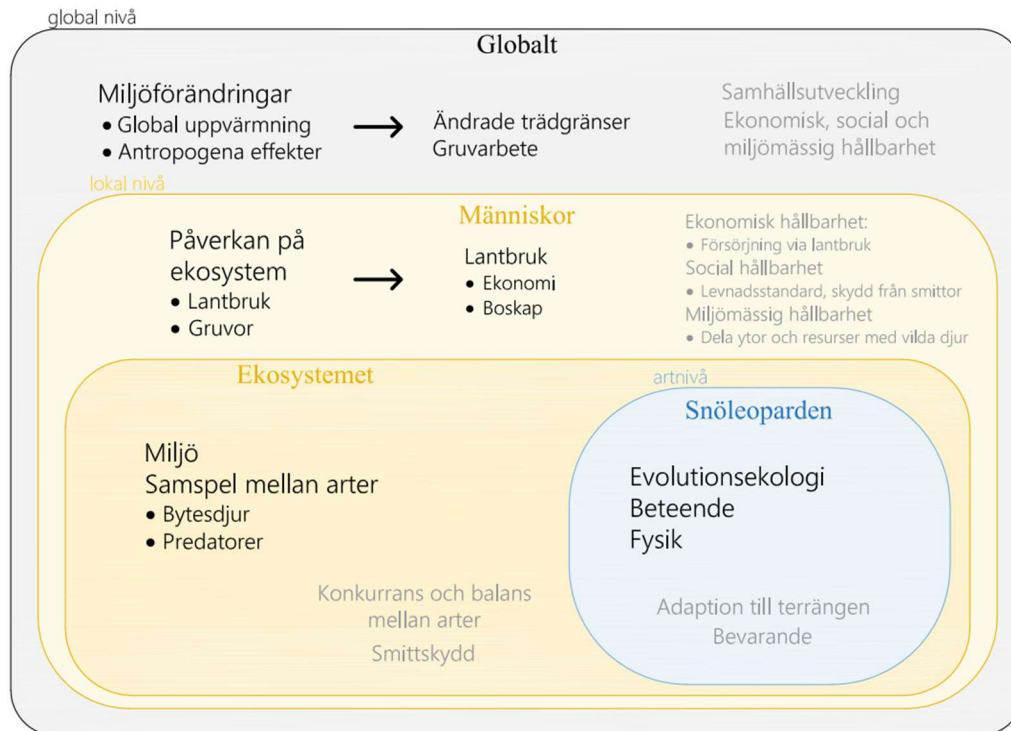 global nivå
Globalt
Miljöförändringar
• Global uppvärmning
• Antropogena effekter
Ändrade trädgränser
Gruvarbete
Samhällsutveckling
Ekonomisk, social och
miljömässig hållbarhet
lokal nivå
Människor
Påverkan på
ekosystem
• Lantbruk
• Gruvor
Lantbruk
• Ekonomi
• Boskap
Ekonomisk hållbarhet:
• Försörjning via lantbruk
Social hållbarhet
• Levnadsstandard, skydd från smittor
Miljömässig hållbarhet
• Dela ytor och resurser med vilda djur
Ekosystemet
Miljö
Samspel mellan arter
• Bytesdjur
• Predatorer
Konkurrans och balans
mellan arter
Smittskydd
artnivå
Snöleoparden
Evolutionsekologi
Beteende
Fysik
Adaption till terrängen
Bevarande